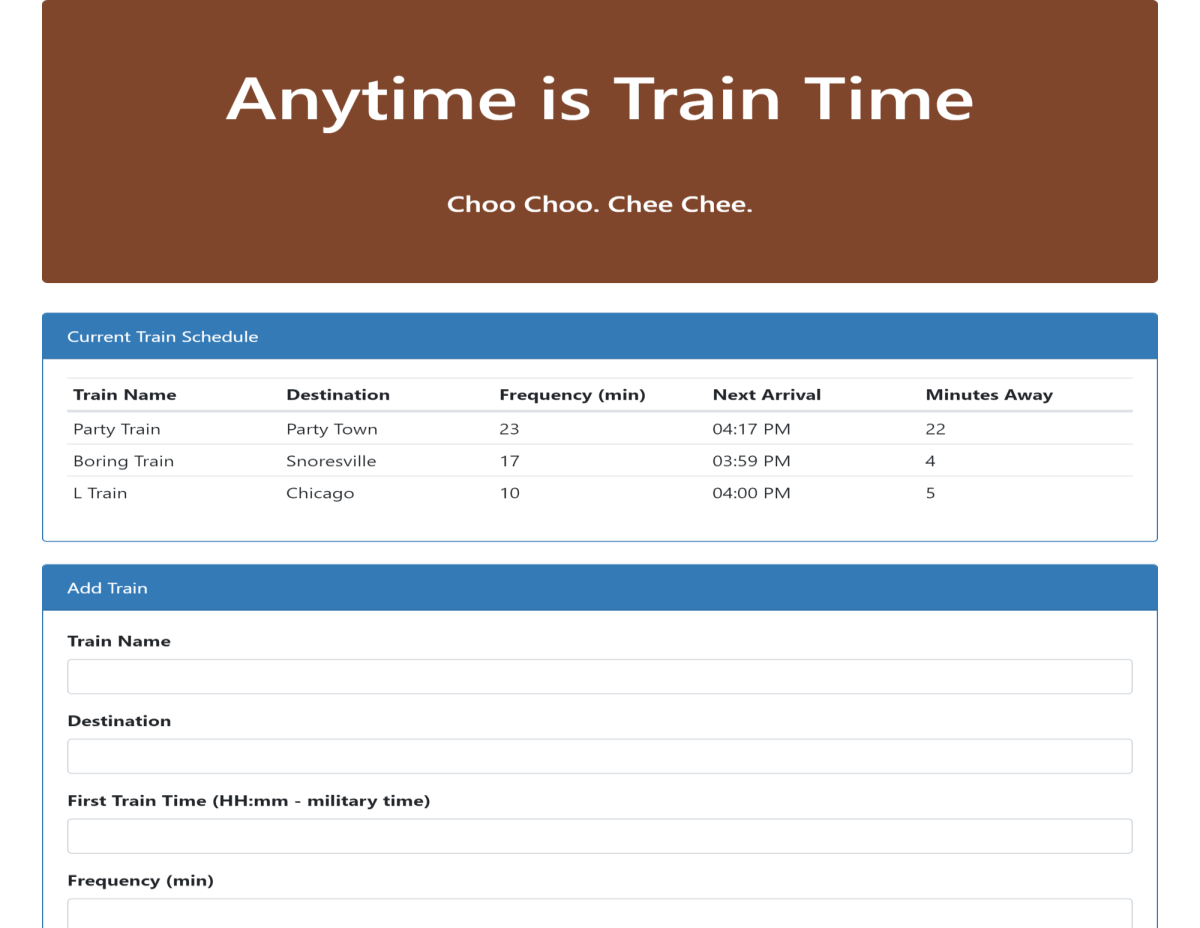 Anytime is Train Time
Choo Choo. Chee Chee.
Current Train Schedule
Train Name Destination Frequency (min) Next Arrival Minutes Away
Party Train Party Town 23 04:17 PM 22
Boring Train Snoresville 17 03:59 PM 4
L Train Chicago 10 04:00 PM 5
Add Train
Train Name
Destination
First Train Time (HH:mm - military time)
Frequency (min)